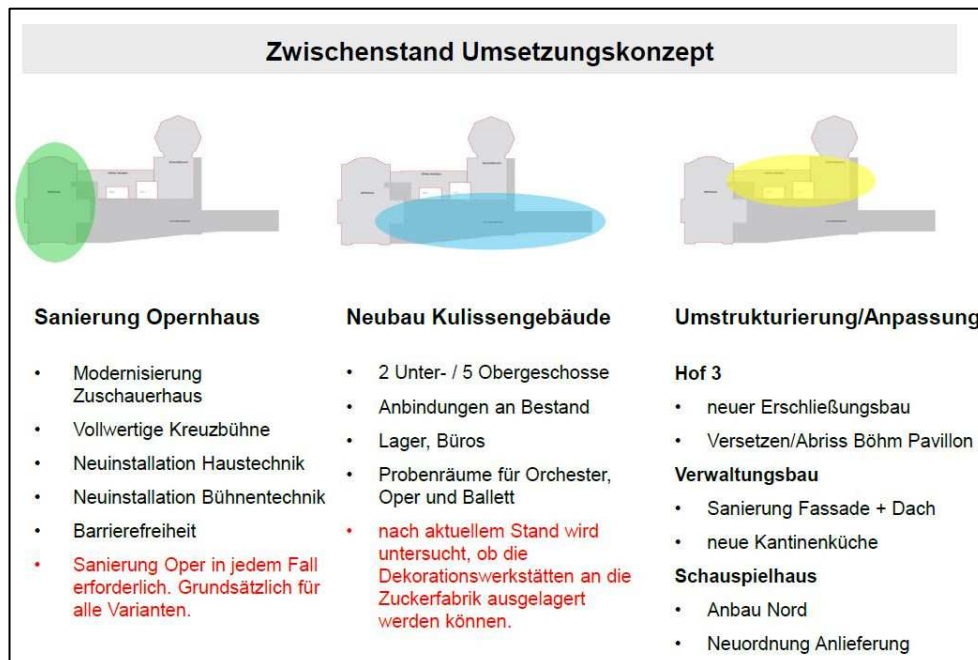 Zwischenstand Umsetzungskonzept
Sanierung Opernhaus
• Modernisierung
Zuschauerhaus
• Vollwertige Kreuzbühne
• Neuinstallation Haustechnik
• Neuinstallation Bühnentechnik
• Barrierefreiheit
• Sanierung Oper in jedem Fall
erforderlich. Grundsätzlich für
alle Varianten.
Neubau Kulissengebäude
• 2 Unter- / 5 Obergeschosse
• Anbindungen an Bestand
• Lager, Büros
• Probenräume für Orchester,
Oper und Ballett
• nach aktuellem Stand wird
untersucht, ob die
Dekorationswerkstätten an die
Zuckerfabrik ausgelagert
werden können.
Umstrukturierung/Anpassung
Hof 3
• neuer Erschließungsbau
• Versetzen/Abriss Böhm Pavillon
Verwaltungsbau
• Sanierung Fassade + Dach
• neue Kantinenküche
Schauspielhaus
• Anbau Nord
• Neuordnung Anlieferung